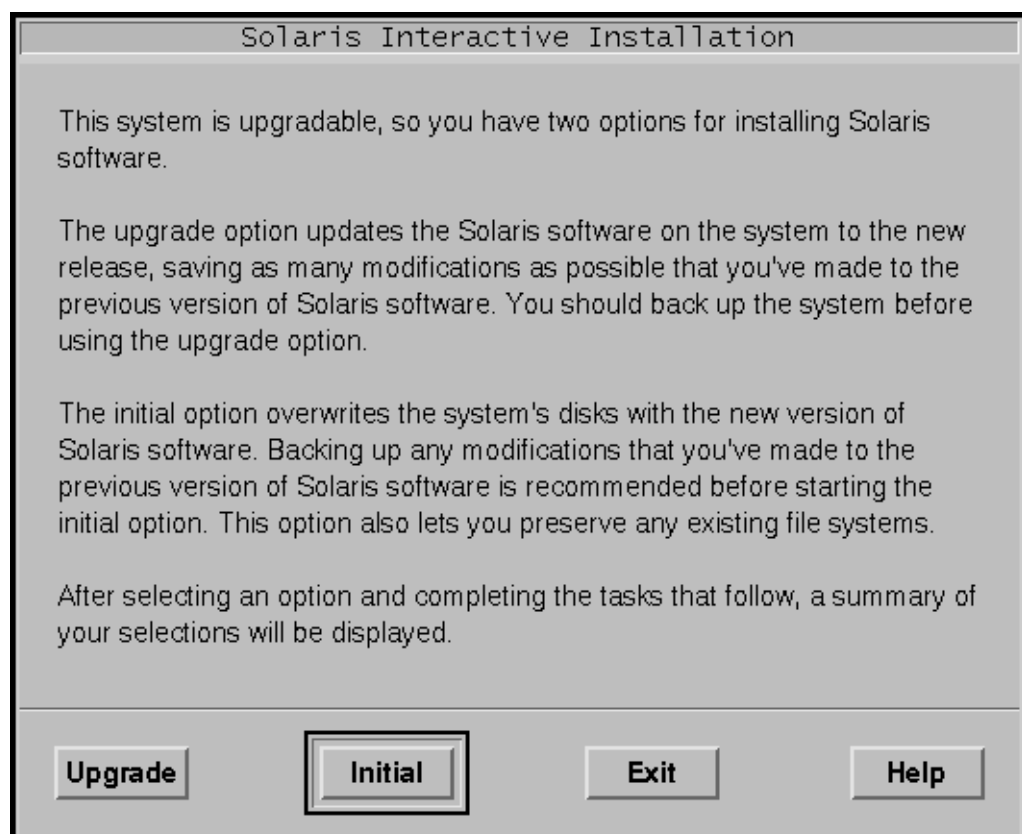 Solaris Interactive Installation
This system is upgradable, so you have two options for installing Solaris
software.
The upgrade option updates the Solaris software on the system to the new
release, saving as many modifications as possible that you've made to the
previous version of Solaris software. You should back up the system before
using the upgrade option.
The initial option overwrites the system's disks with the new version of
Solaris software. Backing up any modifications that you've made to the
previous version of Solaris software is recommended before starting the
initial option. This option also lets you preserve any existing file systems.
After selecting an option and completing the tasks that follow, a summary of
your selections will be displayed.
Upgrade Initial Exit Help